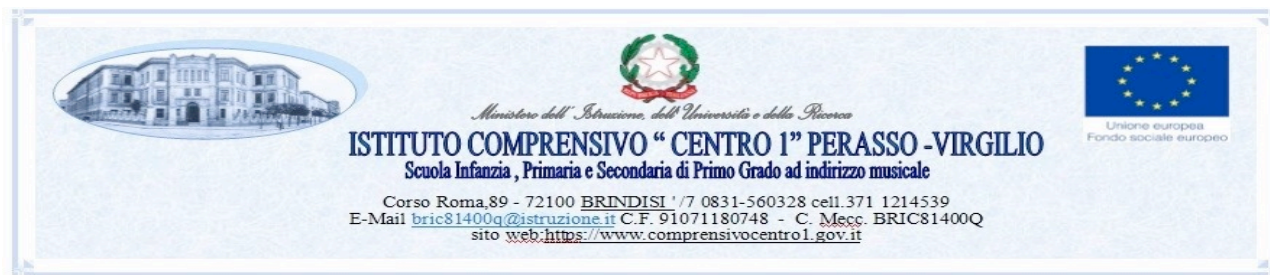 Ministero dell' Istruzione, dell' Università e della Ricerca
ISTITUTO COMPRENSIVO “ CENTRO 1” PERASSO -VIRGILIO
Scuola Infanzia , Primaria e Secondaria di Primo Grado ad indirizzo musicale
Corso Roma,89 - 72100 BRINDISI '/7 0831-560328 cell.371 1214539
E-Mail bric81400q@istruzione.it C.F. 91071180748 - C. Mecc. BRIC81400Q
sito web:https://www.comprensivocentro1.gov.it
Unione europea
Fondo sociale europeo